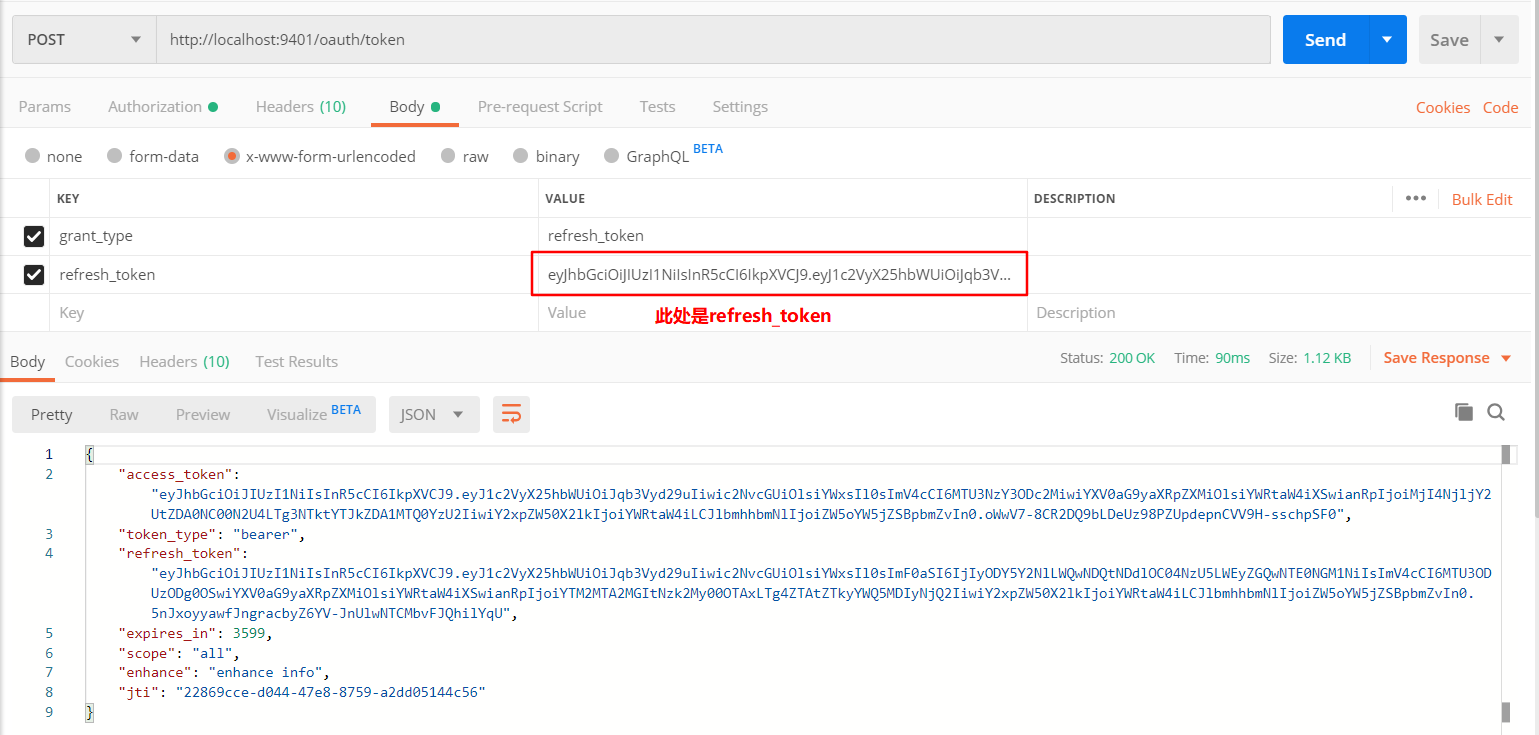 POST http://localhost:9401/oauth/token Send Save
Params Authorization Headers (10) Body Pre-request Script Tests Settings Cookies Code
none form-data x-www-form-urlencoded raw binary GraphQL BETA
KEY VALUE DESCRIPTION ••• Bulk Edit
grant_type refresh_token
refresh_token eyJhbGciOiJIUzI1NiIsInR5cCI6IkpXVCJ9.eyJ1c2VyX25hbWUiOiJqb3V...
Key Value Description
此处是refresh_token
Body Cookies Headers (10) Test Results Status: 200 OK Time: 90ms Size: 1.12 KB Save Response
Pretty Raw Preview Visualize BETA JSON
1 {
2 "access_token":
"eyJhbGciOiJIUzI1NiIsInR5cCI6IkpXVCJ9.eyJ1c2VyX25hbWUiOiJqb3Vyd29uIiwic2NvcGUiOlsiYWxsIl0sImV4cCI6MTU3NzY3ODc2MiwiYXV0aG9yaXRpZXMiOlsiYWRtaW4iXSwianRpIjoiMjI4NjljY2
UtZDA0NC00N2U4LTg3NTktYTJkZDA1MTQ0YzU2IiwiY2xpZW50X2lkIjoiYWRtaW4iLCJlbmhhbmNlIjoiZW5oYW5jZSBpbmZvIn0.oWwV7-8CR2DQ9bLDeUz98PZUpdepnCVV9H-sschpSF0",
3 "token_type": "bearer",
4 "refresh_token":
"eyJhbGciOiJIUzI1NiIsInR5cCI6IkpXVCJ9.eyJ1c2VyX25hbWUiOiJqb3Vyd29uIiwic2NvcGUiOlsiYWxsIl0sImF0aSI6IjIyODY5Y2NlLWQwNDQtNDdlOC04NzU5LWEyZGQwNTE0NGM1NiIsImV4cCI6MTU3OD
UzODg0OSwiYXV0aG9yaXRpZXMiOlsiYWRtaW4iXSwianRpIjoiYTM2MTA2MGItNzk2My00OTAxLTg4ZTAtZTkyYWQ5MDIyNjQ2IiwiY2xpZW50X2lkIjoiYWRtaW4iLCJlbmhhbmNlIjoiZW5oYW5jZSBpbmZvIn0.
5nJxoyyawfJngracbyZ6YV-JnUlwNTCMbvFJQhilYqU",
5 "expires_in": 3599,
6 "scope": "all",
7 "enhance": "enhance info",
8 "jti": "22869cce-d044-47e8-8759-a2dd05144c56"
9 }